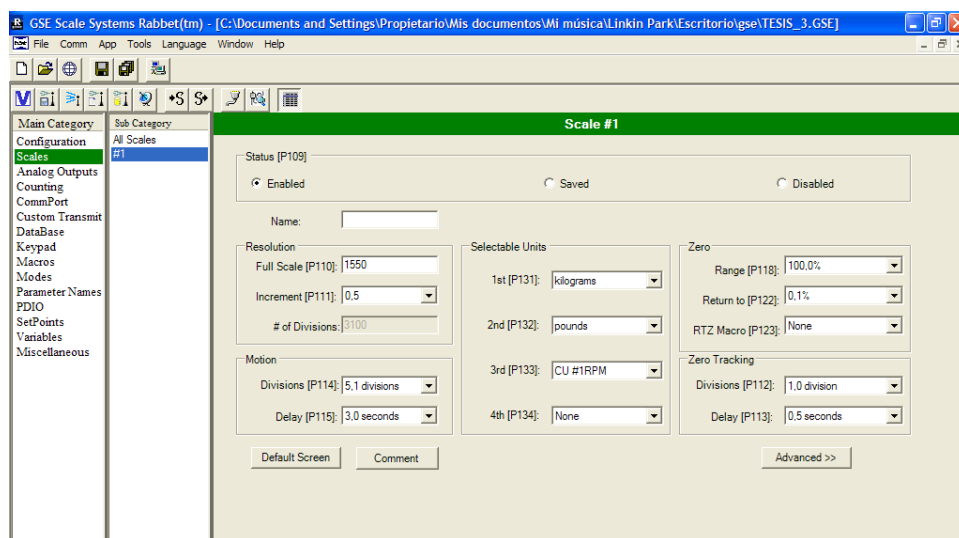 GSE Scale Systems Rabbet(tm) - [C:\Documents and Settings\Propietario\Mis documentos\Mi música\Linkin Park\Escritorio\gse\TESIS_3.GSE]
File Comm App Tools Language Window Help
Main Category
Configuration
Scales
Analog Outputs
Counting
CommPort
Custom Transmit
DataBase
Keypad
Macros
Modes
Parameter Names
PDIO
SetPoints
Variables
Miscellaneous
Sub Category
All Scales
#1
Scale #1
Status [P109]
Enabled Saved Disabled
Name:
Resolution
Full Scale [P110]: 1550
Increment [P111]: 0,5
# of Divisions: 3100
Motion
Divisions [P114]: 5,1 divisions
Delay [P115]: 3,0 seconds
Selectable Units
1st [P131]: kilograms
2nd [P132]: pounds
3rd [P133]: CU #1RPM
4th [P134]: None
Zero
Range [P118]: 100,0%
Return to [P122]: 0,1%
RTZ Macro [P123]: None
Zero Tracking
Divisions [P112]: 1,0 division
Delay [P113]: 0,5 seconds
Default Screen Comment Advanced >>